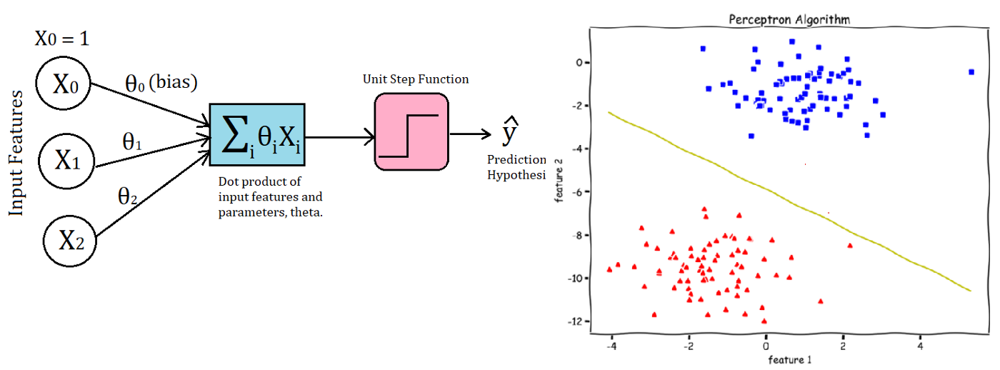 X0 = 1
X0
θ0 (bias)
Input Features
X1
θ1
X2
θ2
∑i θiXi
Dot product of
input features and
parameters, theta.
Unit Step Function
ŷ
Prediction
Hypothesi
Perceptron Algorithm
feature 2
0
-2
-4
-6
-8
-10
-12
-4
-2
0
2
4
feature 1